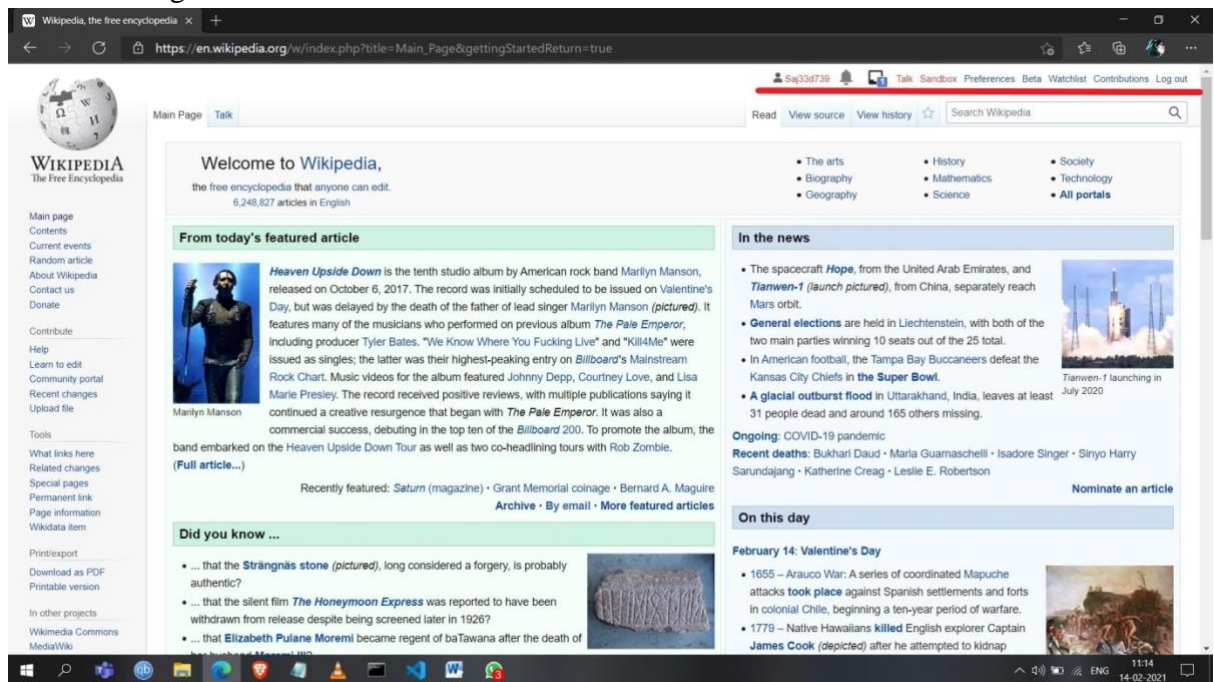 Wikipedia, the free encyclopedia
https://en.wikipedia.org/w/index.php?title=Main_Page&gettingStartedReturn=true
Saj33d739 1 Talk Sandbox Preferences Beta Watchlist Contributions Log out
Main Page Talk
Read View source View history Search Wikipedia
WIKIPEDIA
The Free Encyclopedia
Main page
Contents
Current events
Random article
About Wikipedia
Contact us
Donate
Contribute
Help
Learn to edit
Community portal
Recent changes
Upload file
Tools
What links here
Related changes
Special pages
Permanent link
Page information
Wikidata item
Print/export
Download as PDF
Printable version
In other projects
Wikimedia Commons
MediaWiki
Welcome to Wikipedia,
the free encyclopedia that anyone can edit.
6,248,827 articles in English
• The arts
• Biography
• Geography
• History
• Mathematics
• Science
• Society
• Technology
• All portals
From today's featured article
Heaven Upside Down is the tenth studio album by American rock band Marilyn Manson,
released on October 6, 2017. The record was initially scheduled to be issued on Valentine's
Day, but was delayed by the death of the father of lead singer Marilyn Manson (pictured). It
features many of the musicians who performed on previous album The Pale Emperor,
including producer Tyler Bates. "We Know Where You Fucking Live" and "Kill4Me" were
issued as singles; the latter was their highest-peaking entry on Billboard's Mainstream
Rock Chart. Music videos for the album featured Johnny Depp, Courtney Love, and Lisa
Marie Presley. The record received positive reviews, with multiple publications saying it
continued a creative resurgence that began with The Pale Emperor. It was also a
commercial success, debuting in the top ten of the Billboard 200. To promote the album, the
band embarked on the Heaven Upside Down Tour as well as two co-headlining tours with Rob Zombie.
(Full article...)
Marilyn Manson
Recently featured: Saturn (magazine) • Grant Memorial coinage • Bernard A. Maguire
Archive • By email • More featured articles
Did you know ...
• ... that the Strängnäs stone (pictured), long considered a forgery, is probably
authentic?
• ... that the silent film The Honeymoon Express was reported to have been
withdrawn from release despite being screened later in 1926?
• ... that Elizabeth Pulane Moremi became regent of baTawana after the death of
her husband Moremi III?
In the news
• The spacecraft Hope, from the United Arab Emirates, and
Tianwen-1 (launch pictured), from China, separately reach
Mars orbit.
• General elections are held in Liechtenstein, with both of the
two main parties winning 10 seats out of the 25 total.
• In American football, the Tampa Bay Buccaneers defeat the
Kansas City Chiefs in the Super Bowl.
• A glacial outburst flood in Uttarakhand, India, leaves at least
31 people dead and around 165 others missing.
Tianwen-1 launching in
July 2020
Ongoing: COVID-19 pandemic
Recent deaths: Bukhari Daud • Maria Guarnaschelli • Isadore Singer • Sinyo Harry
Sarundajang • Katherine Creag • Leslie E. Robertson
Nominate an article
On this day
February 14: Valentine's Day
• 1655 – Arauco War: A series of coordinated Mapuche
attacks took place against Spanish settlements and forts
in colonial Chile, beginning a ten-year period of warfare.
• 1779 – Native Hawaiians killed English explorer Captain
James Cook (depicted) after he attempted to kidnap
ENG
11:14
14-02-2021